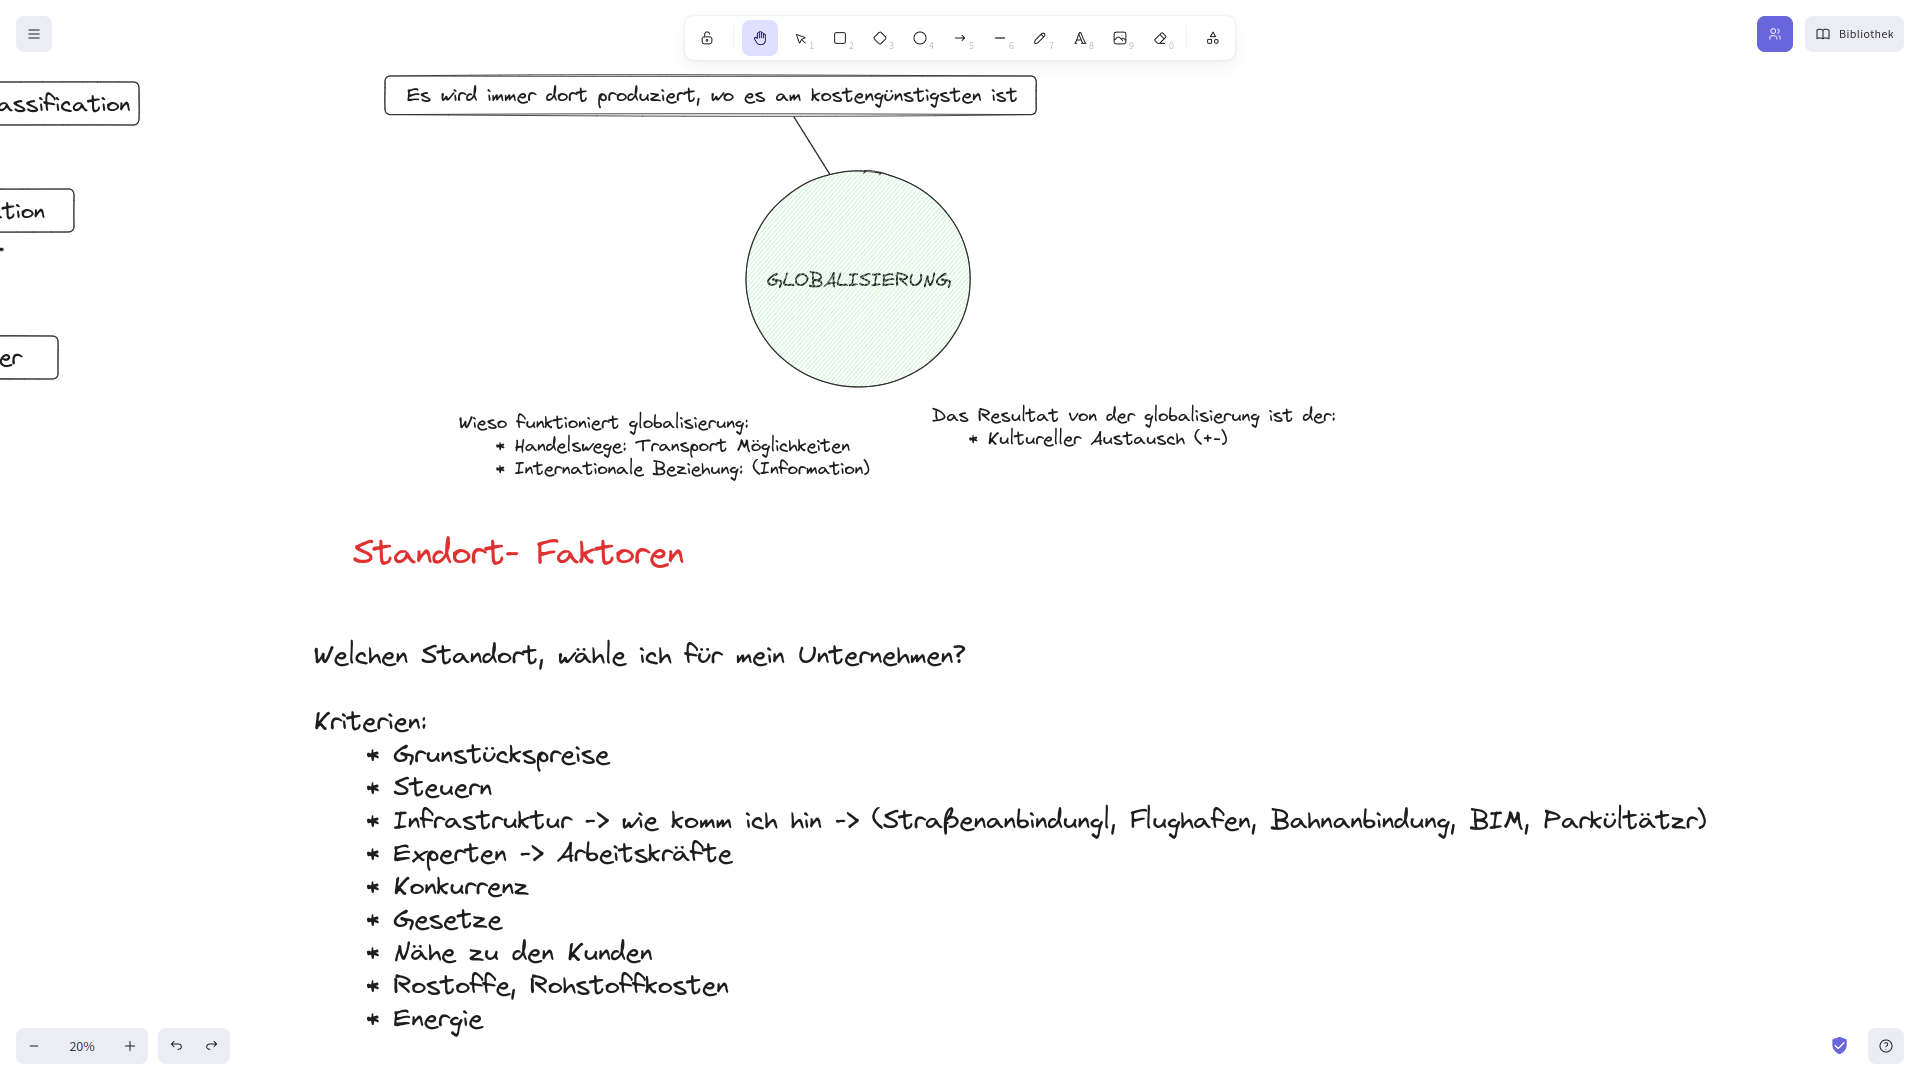 1 2 3 4 5 6 7 8 9 0
Bibliothek
assification
Es wird immer dort produziert, wo es am kostengünstigsten ist
tion
GLOBALISIERUNG
er
Wieso funktioniert globalisierung:
* Handelswege: Transport Möglichkeiten
* Internationale Beziehung: (Information)
Das Resultat von der globalisierung ist der:
* Kultureller Austausch (+-)
Standort- Faktoren
Welchen Standort, wähle ich für mein Unternehmen?
Kriterien:
* Grunstückspreise
* Steuern
* Infrastruktur -> wie komm ich hin -> (Straßenanbindungl, Flughafen, Bahnanbindung, BIM, Parkültätzr)
* Experten -> Arbeitskräfte
* Konkurrenz
* Gesetze
* Nähe zu den Kunden
* Rostoffe, Rohstoffkosten
* Energie
20%